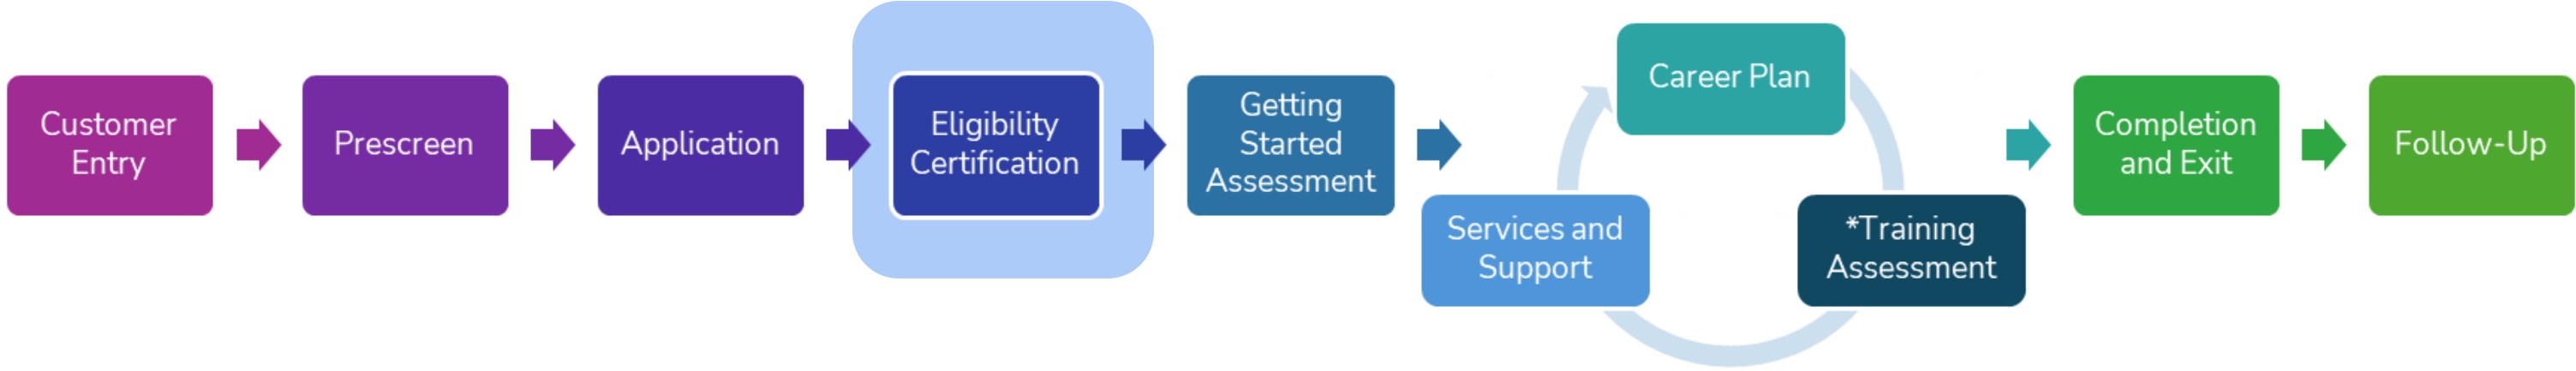 Customer
Entry
Prescreen
Application
Eligibility
Certification
Getting
Started
Assessment
Career Plan
*Training
Assessment
Services and
Support
Completion
and Exit
Follow-Up